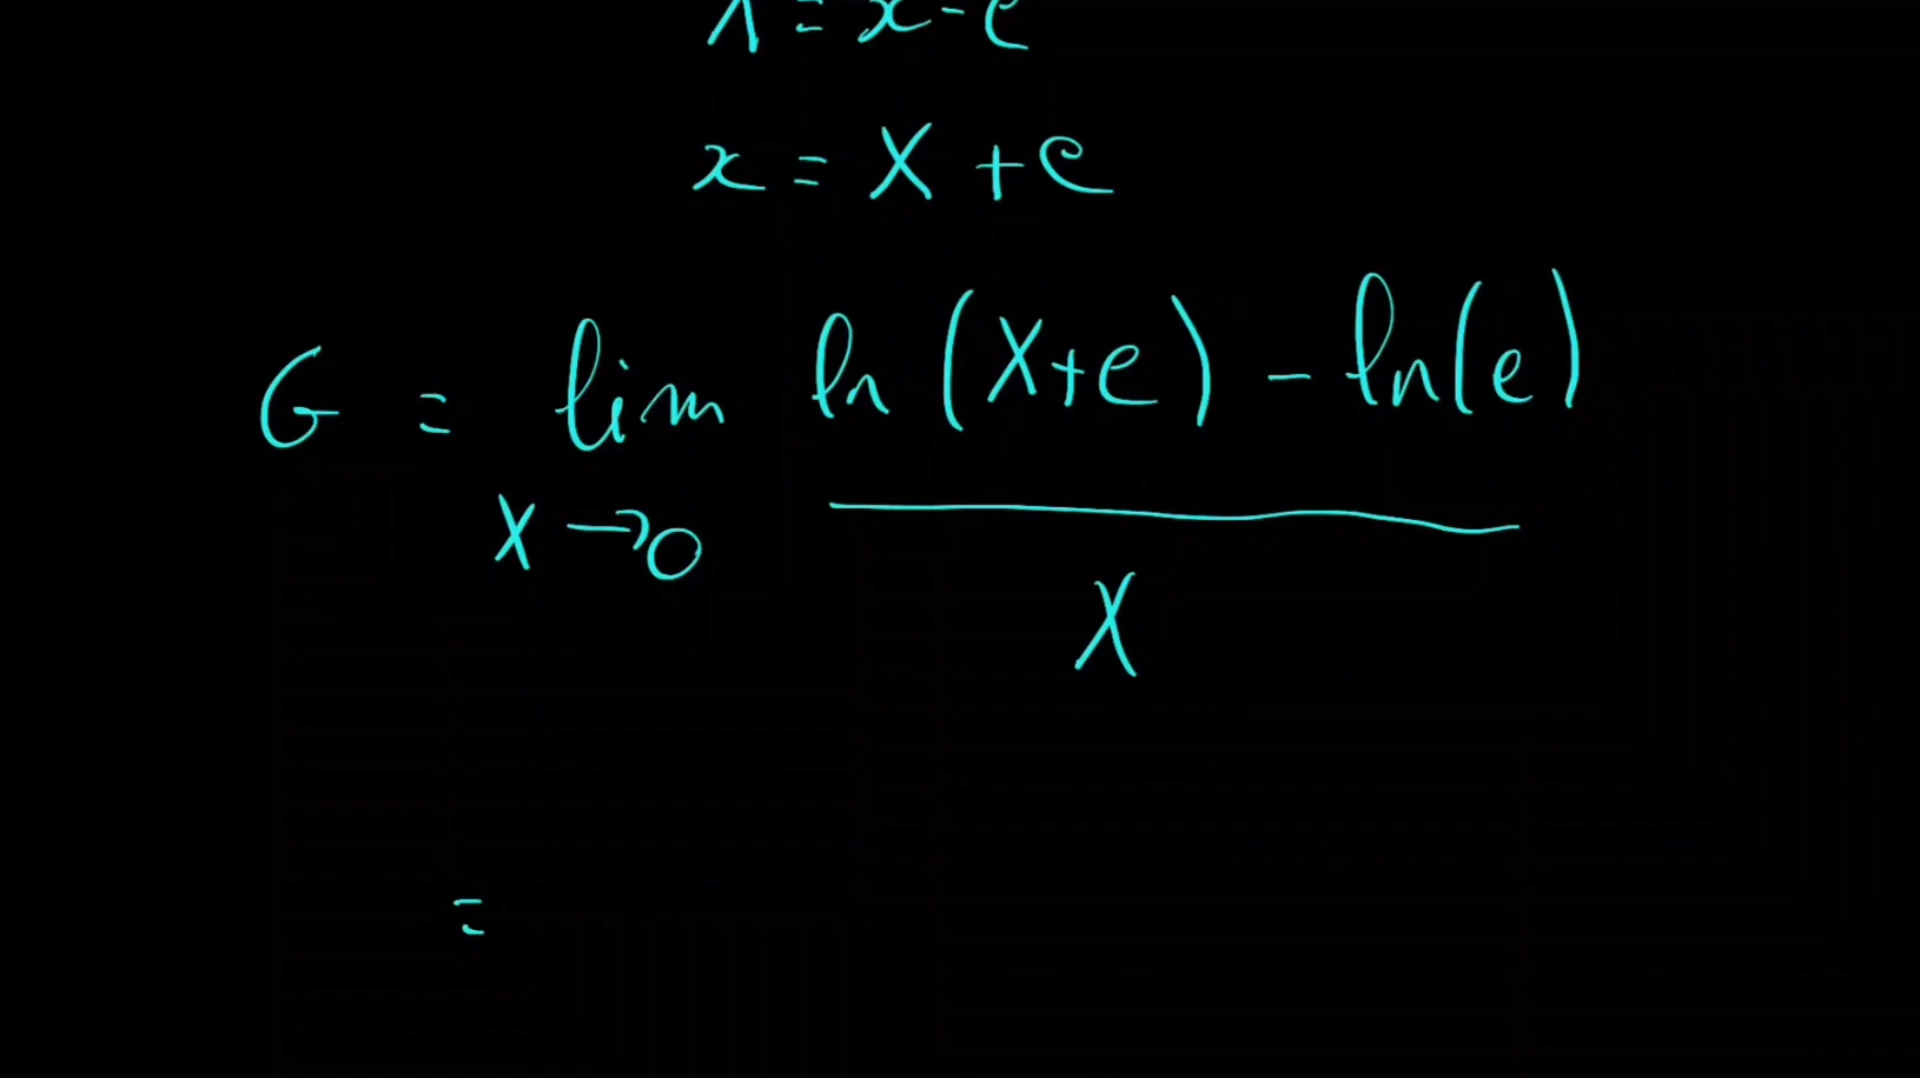 X = x - e
x = X + e
G = lim ln (X+e) - ln(e)
X → 0
X
=